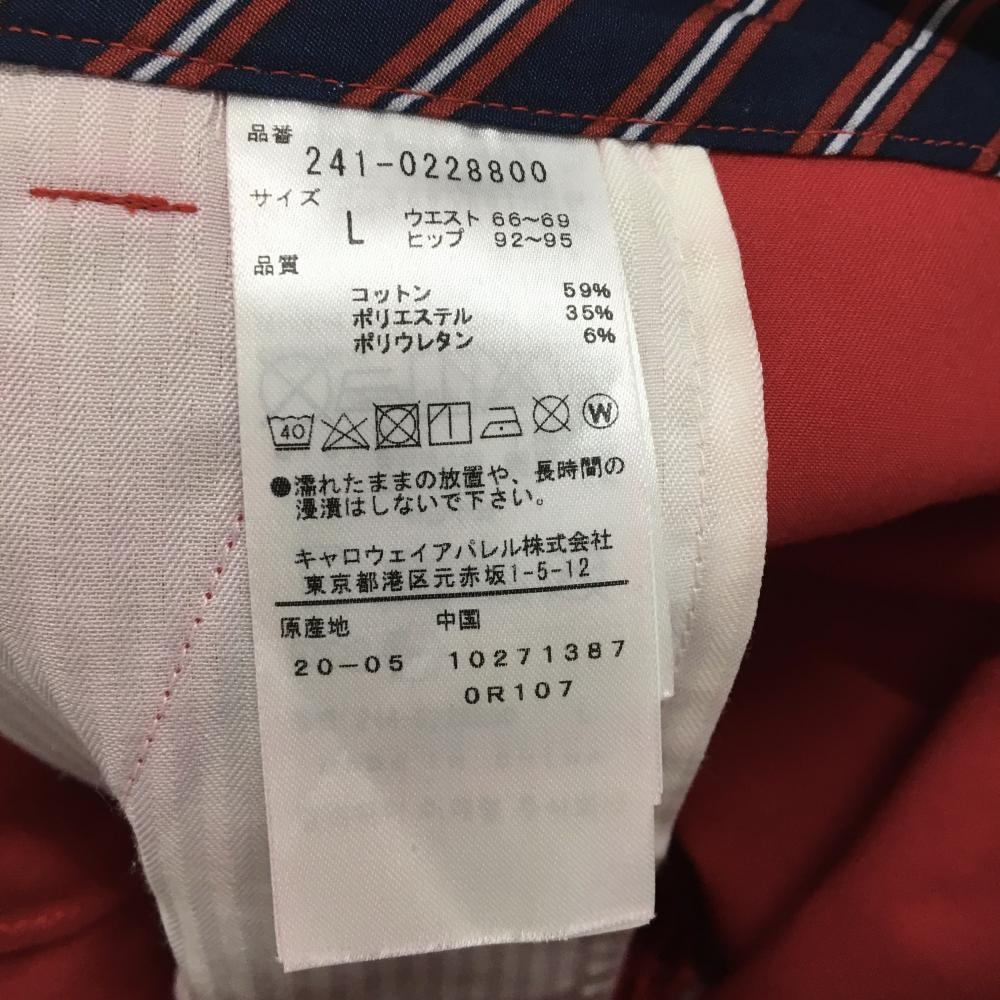 品番
241-0228800
サイズ
L ウエスト 66~69
ヒップ 92~95
品質
コットン 59%
ポリエステル 35%
ポリウレタン 6%
40 W
●濡れたままの放置や、長時間の
浸漬はしないで下さい。
キャロウェイアパレル株式会社
東京都港区元赤坂1-5-12
原産地 中国
20-05 10271387
0R107